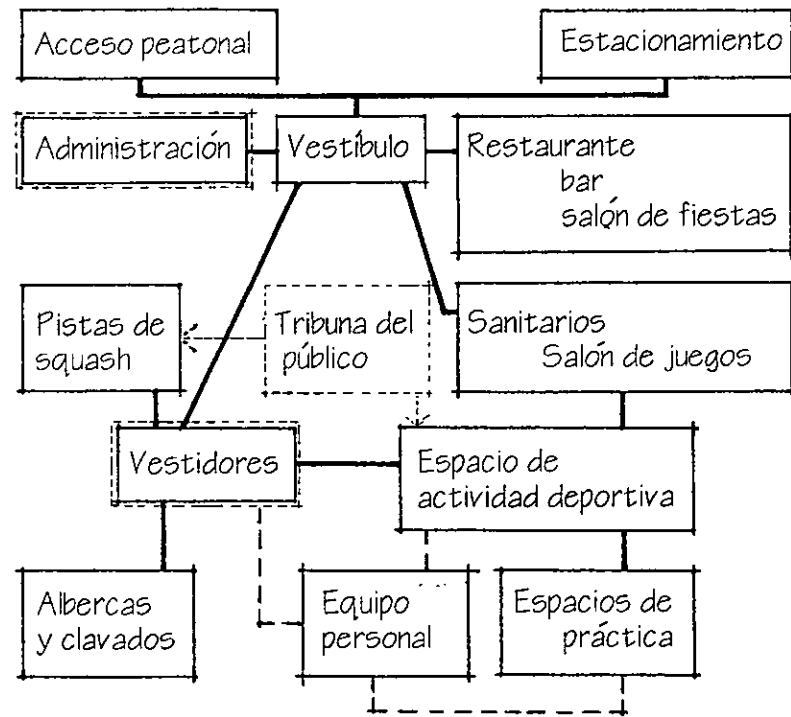 Acceso peatonal
Estacionamiento
Administración
Vestíbulo
Restaurante
bar
salón de fiestas
Pistas de
squash
Tribuna del
público
Sanitarios
Salón de juegos
Vestidores
Espacio de
actividad deportiva
Albercas
y clavados
Equipo
personal
Espacios de
práctica